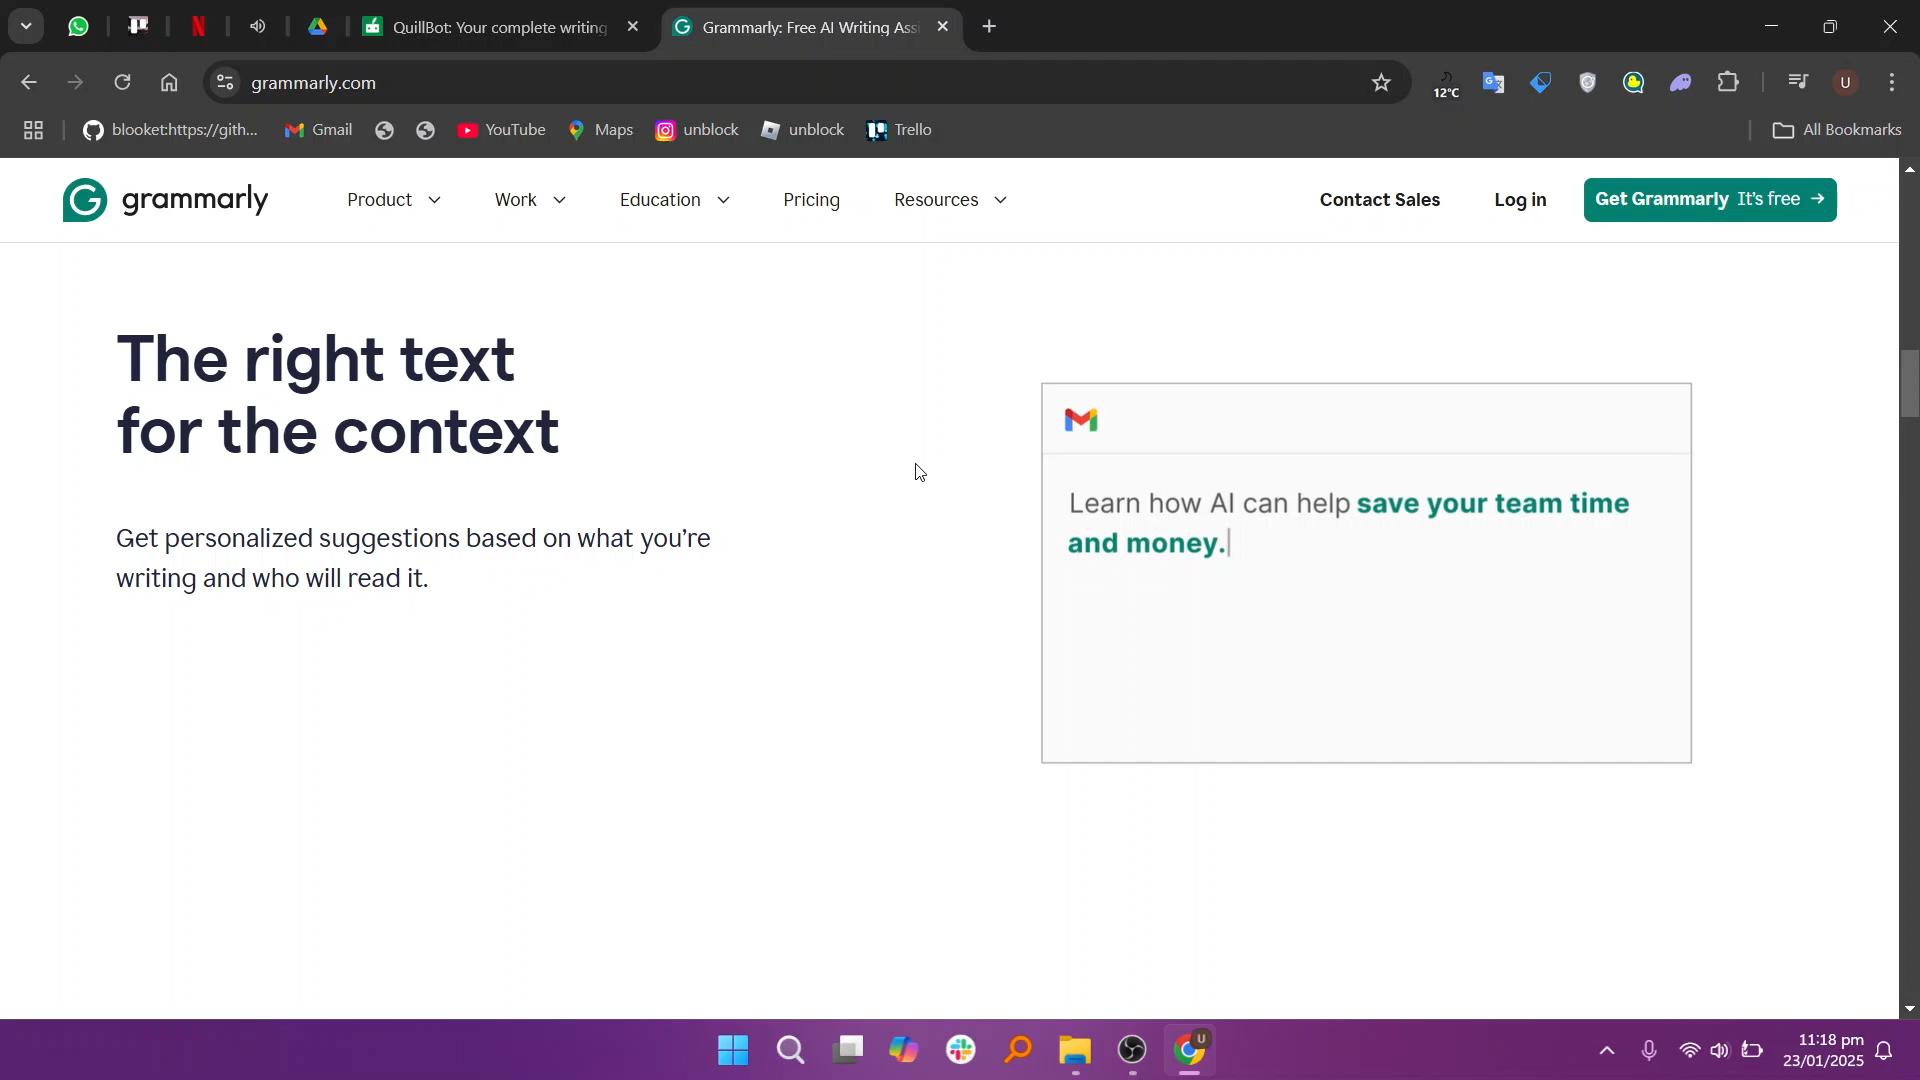 QuillBot: Your complete writing
Grammarly: Free AI Writing Assi
grammarly.com
12°C
U
blooket:https://gith...
Gmail
YouTube
Maps
unblock
unblock
Trello
All Bookmarks
grammarly
Product
Work
Education
Pricing
Resources
Contact Sales
Log in
Get Grammarly It's free →
The right text
for the context
Get personalized suggestions based on what you're
writing and who will read it.
Learn how AI can help save your team time
and money.
U
11:18 pm
23/01/2025